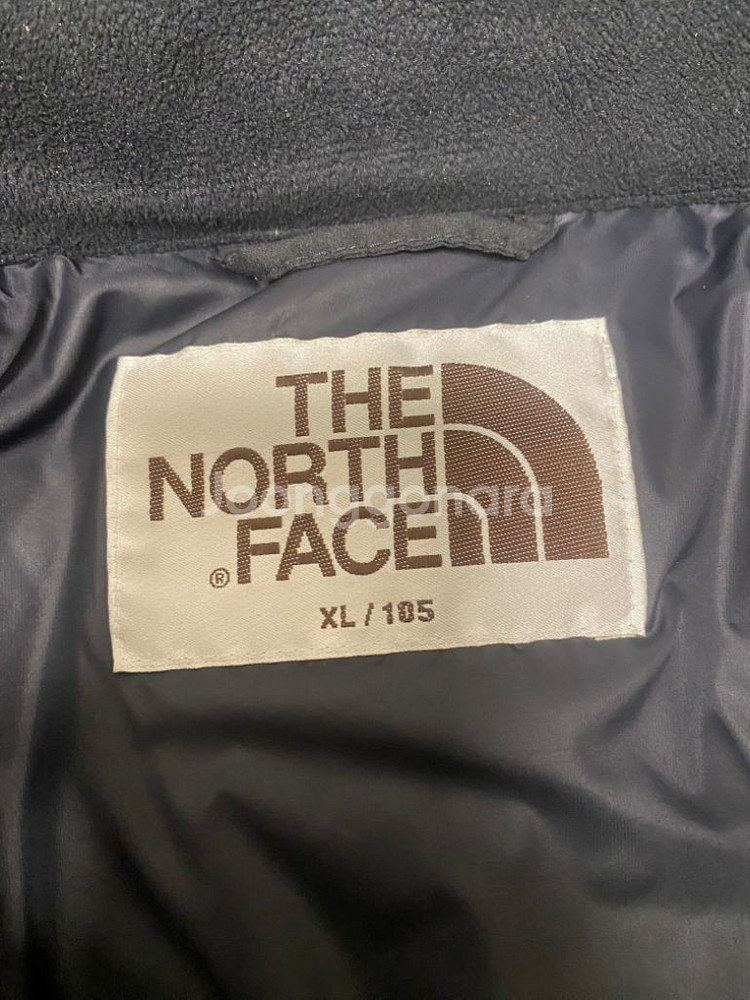 THE
NORTH
FACE
®
XL / 105
Joonggonara